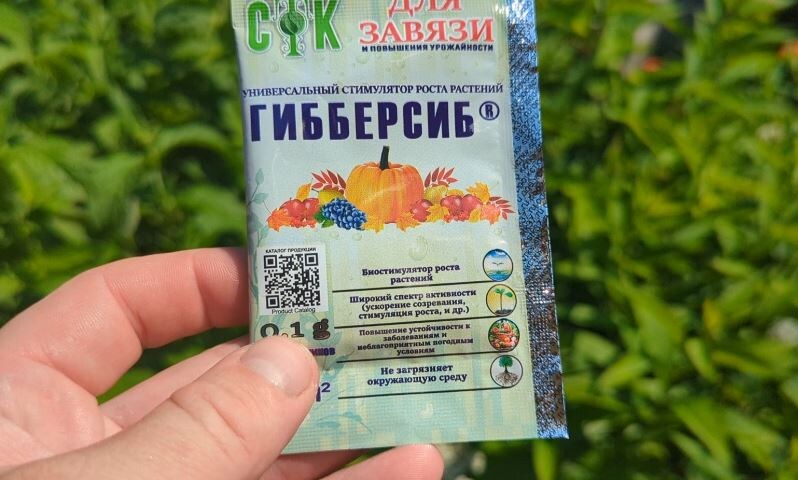 СТК
ДЛЯ
ЗАВЯЗИ
И ПОВЫШЕНИЯ УРОЖАЙНОСТИ
УНИВЕРСАЛЬНЫЙ СТИМУЛЯТОР РОСТА РАСТЕНИЙ
ГИББЕРСИБ®
КАТАЛОГ ПРОДУКЦИИ
Product Catalog
0,1 g
Биостимулятор роста
растений
Широкий спектр активности
(ускорение созревания,
стимуляция роста, и др.)
Повышение устойчивости к
заболеваниям и
неблагоприятным погодным
условиям
Не загрязняет
окружающую среду